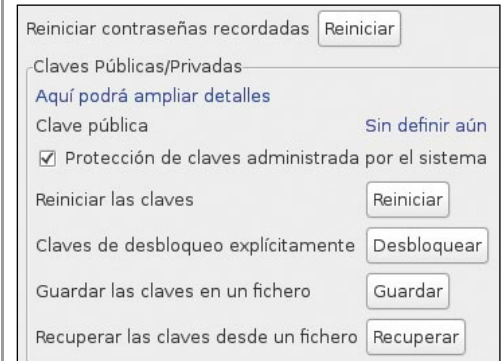 Reiniciar contraseñas recordadas Reiniciar
Claves Públicas/Privadas
Aquí podrá ampliar detalles
Clave pública Sin definir aún
Protección de claves administrada por el sistema
Reiniciar las claves Reiniciar
Claves de desbloqueo explícitamente Desbloquear
Guardar las claves en un fichero Guardar
Recuperar las claves desde un fichero Recuperar